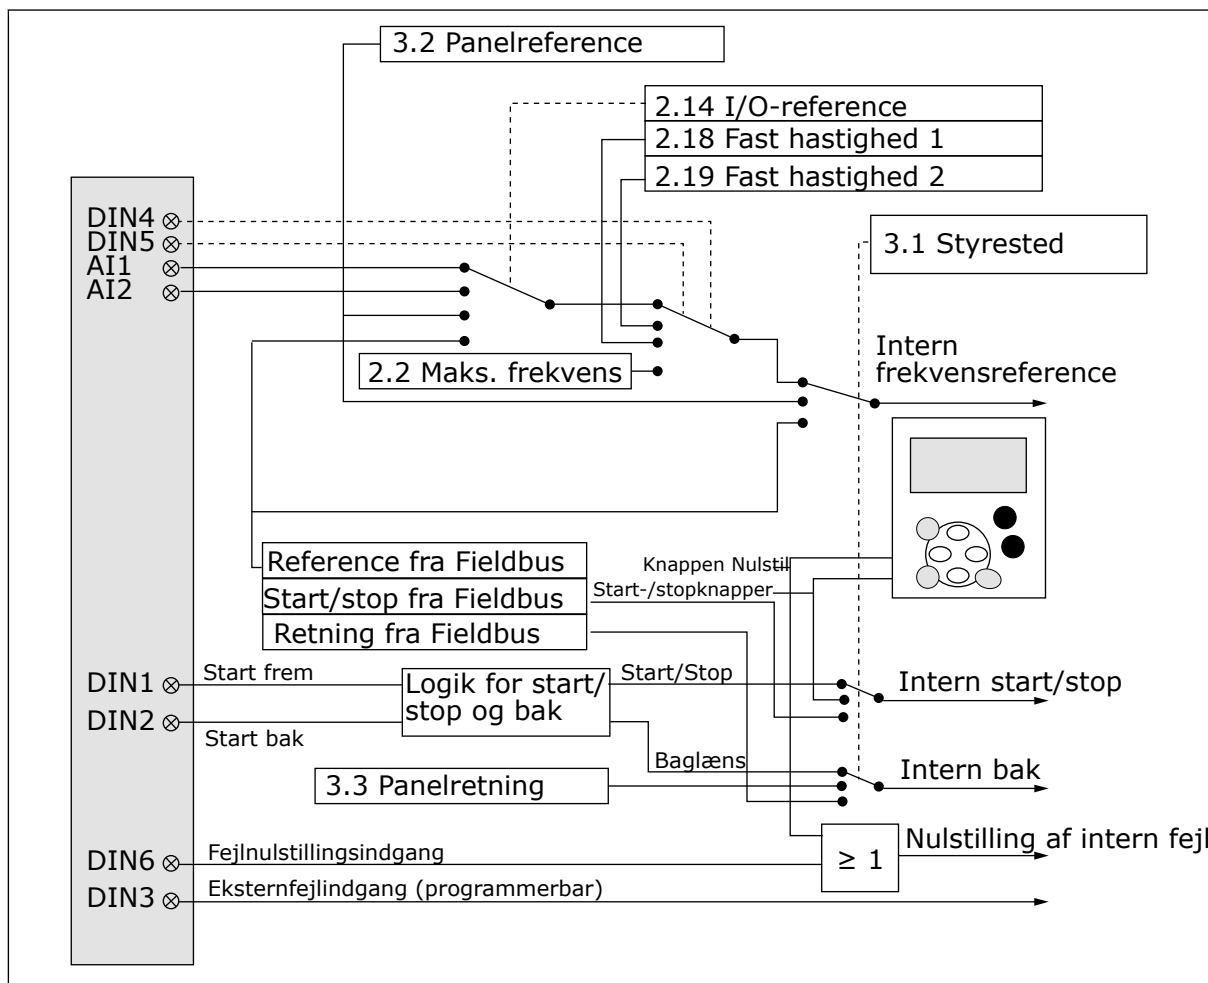 3.2 Panelreference
2.14 I/O-reference
2.18 Fast hastighed 1
2.19 Fast hastighed 2
3.1 Styrested
DIN4
DIN5
AI1
AI2
2.2 Maks. frekvens
Intern
frekvensreference
Reference fra Fieldbus
Start/stop fra Fieldbus
Retning fra Fieldbus
Knappen Nulstil
Start-/stopknapper
DIN1
Start frem
Logik for start/
stop og bak
Start/Stop
Intern start/stop
DIN2
Start bak
Baglæns
Intern bak
3.3 Panelretning
≥ 1
Nulstilling af intern fejl
DIN6
Fejlnulstillingsindgang
DIN3
Eksternfejlindgang (programmerbar)